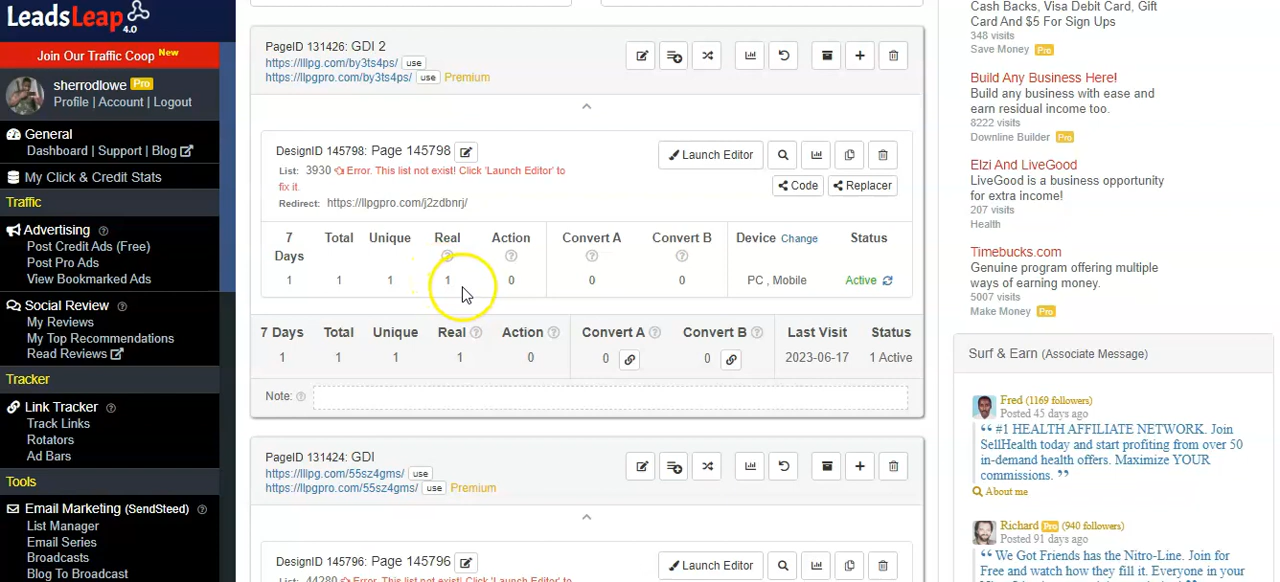 LeadsLeap
4.0
Join Our Traffic Coop New
sherrodlowe Pro
Profile | Account | Logout
General
Dashboard | Support | Blog
My Click & Credit Stats
Traffic
Advertising
Post Credit Ads (Free)
Post Pro Ads
View Bookmarked Ads
Social Review
My Reviews
My Top Recommendations
Read Reviews
Tracker
Link Tracker
Track Links
Rotators
Ad Bars
Tools
Email Marketing (SendSteed)
List Manager
Email Series
Broadcasts
Blog To Broadcast
PageID 131426: GDI 2
https://lllpg.com/by3ts4ps/ use
https://llpgpro.com/by3ts4ps/ use Premium
DesignID 145798: Page 145798
List: 3930 Error. This list not exist! Click 'Launch Editor' to
fix it.
Redirect: https://llpgpro.com/j2zdbnrj/
Launch Editor
Code Replacer
7 Days Total Unique Real Action Convert A Convert B Device Change Status
1 1 1 1 0 0 0 PC , Mobile Active
7 Days Total Unique Real Action Convert A Convert B Last Visit Status
1 1 1 1 0 0 0 2023-06-17 1 Active
Note:
PageID 131424: GDI
https://lllpg.com/55sz4gms/ use
https://llpgpro.com/55sz4gms/ use Premium
DesignID 145796: Page 145796
List: 44280 Error. This list not exist! Click 'Launch Editor' to
Launch Editor
Cash Backs, Visa Debit Card, Gift
Card And $5 For Sign Ups
348 visits
Save Money Pro
Build Any Business Here!
Build any business with ease and
earn residual income too.
8222 visits
Downline Builder Pro
Elzi And LiveGood
LiveGood is a business opportunity
for extra income!
207 visits
Health
Timebucks.com
Genuine program offering multiple
ways of earning money.
5007 visits
Make Money Pro
Surf & Earn (Associate Message)
Fred (1169 followers)
Posted 45 days ago
“ #1 HEALTH AFFILIATE NETWORK. Join
SellHealth today and start profiting from over 50
in-demand health offers. Maximize YOUR
commissions. ”
About me
Richard Pro (940 followers)
Posted 91 days ago
“ We Got Friends has the Nitro-Line. Join for
Free and watch how they fill it. Everyone in your